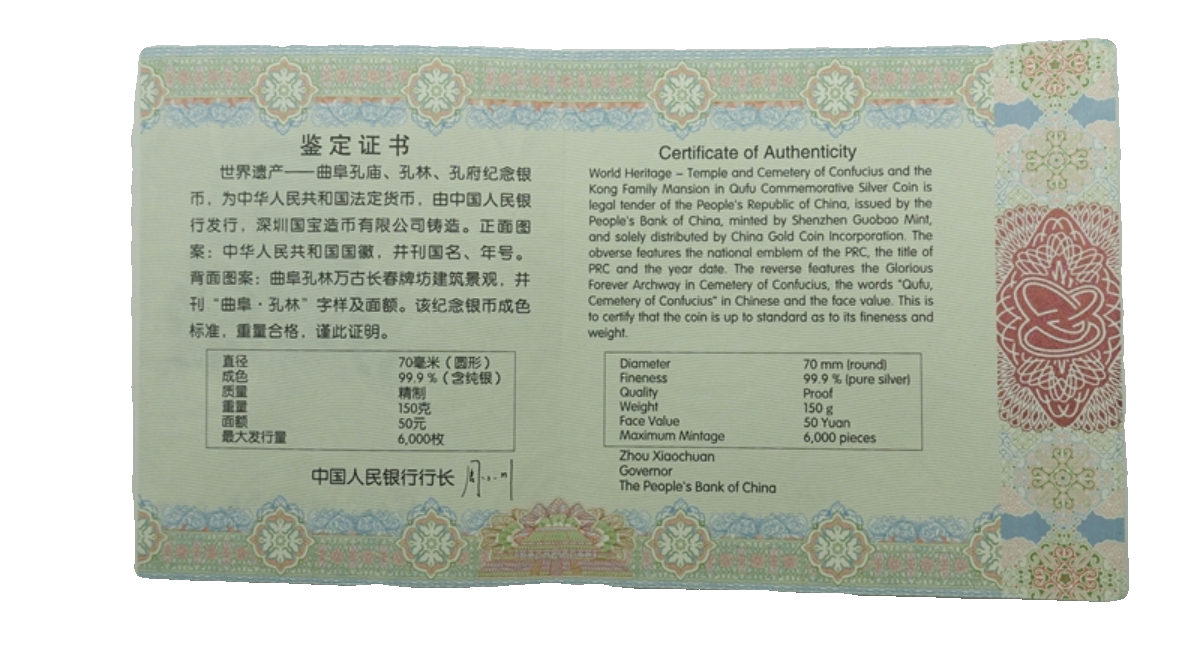 鉴定证书
世界遗产——曲阜孔庙、孔林、孔府纪念银
币，为中华人民共和国法定货币，由中国人民银
行发行，深圳国宝造币有限公司铸造。正面图
案：中华人民共和国国徽，并刊国名、年号。
背面图案：曲阜孔林万古长春牌坊建筑景观，并
刊“曲阜·孔林”字样及面额。该纪念银币成色
标准，重量合格，谨此证明。
直径 70毫米（圆形）
成色 99.9％（含纯银）
质量 精制
重量 150克
面额 50元
最大发行量 6,000枚
中国人民银行行长
Certificate of Authenticity
World Heritage – Temple and Cemetery of Confucius and the
Kong Family Mansion in Qufu Commemorative Silver Coin is
legal tender of the People's Republic of China, issued by the
People's Bank of China, minted by Shenzhen Guobao Mint,
and solely distributed by China Gold Coin Incorporation. The
obverse features the national emblem of the PRC, the title of
PRC and the year date. The reverse features the Glorious
Forever Archway in Cemetery of Confucius, the words "Qufu,
Cemetery of Confucius" in Chinese and the face value. This is
to certify that the coin is up to standard as to its fineness and
weight.
Diameter 70 mm (round)
Fineness 99.9 % (pure silver)
Quality Proof
Weight 150 g
Face Value 50 Yuan
Maximum Mintage 6,000 pieces
Zhou Xiaochuan
Governor
The People's Bank of China